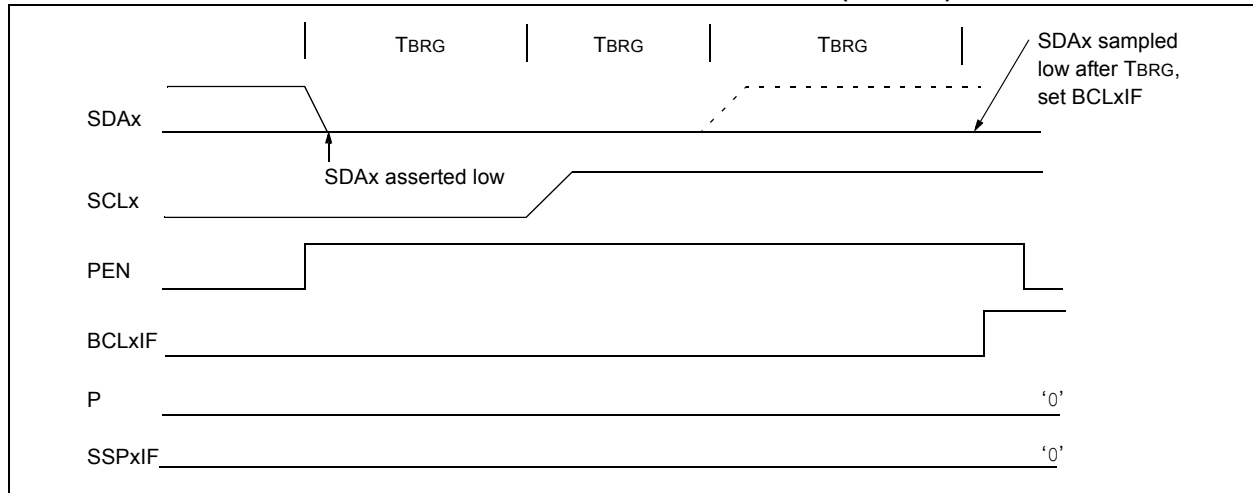 TBRG TBRG TBRG
SDAx sampled
low after TBRG,
set BCLxIF
SDAx
SDAx asserted low
SCLx
PEN
BCLxIF
P '0'
SSPxIF '0'